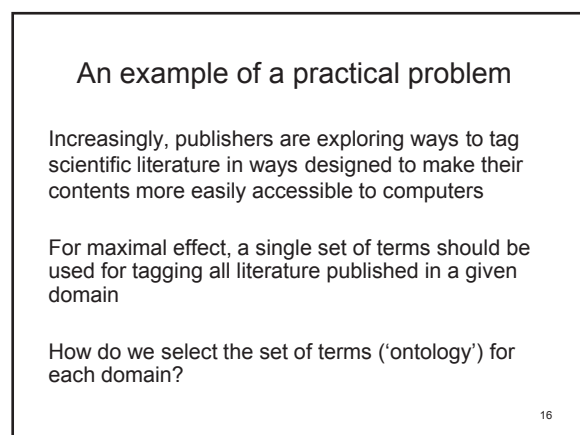 An example of a practical problem
Increasingly, publishers are exploring ways to tag
scientific literature in ways designed to make their
contents more easily accessible to computers
For maximal effect, a single set of terms should be
used for tagging all literature published in a given
domain
How do we select the set of terms (‘ontology’) for
each domain?
16